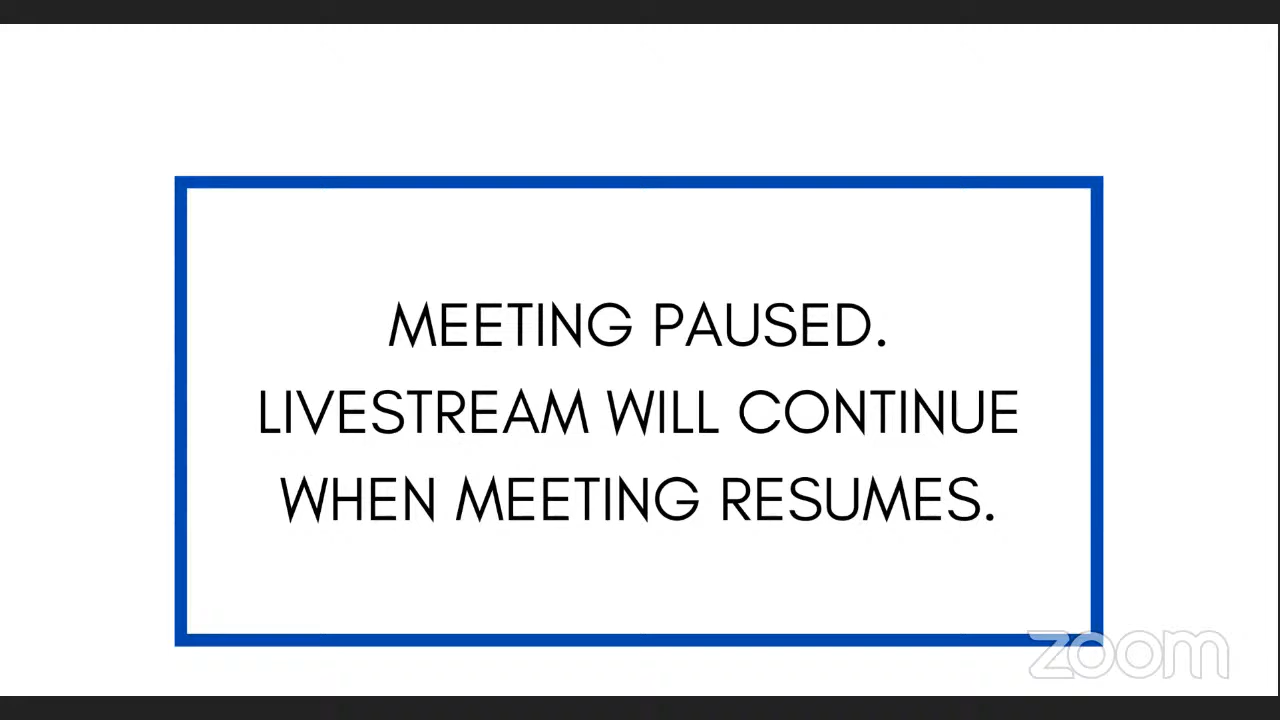 MEETING PAUSED.
LIVESTREAM WILL CONTINUE
WHEN MEETING RESUMES.
zoom